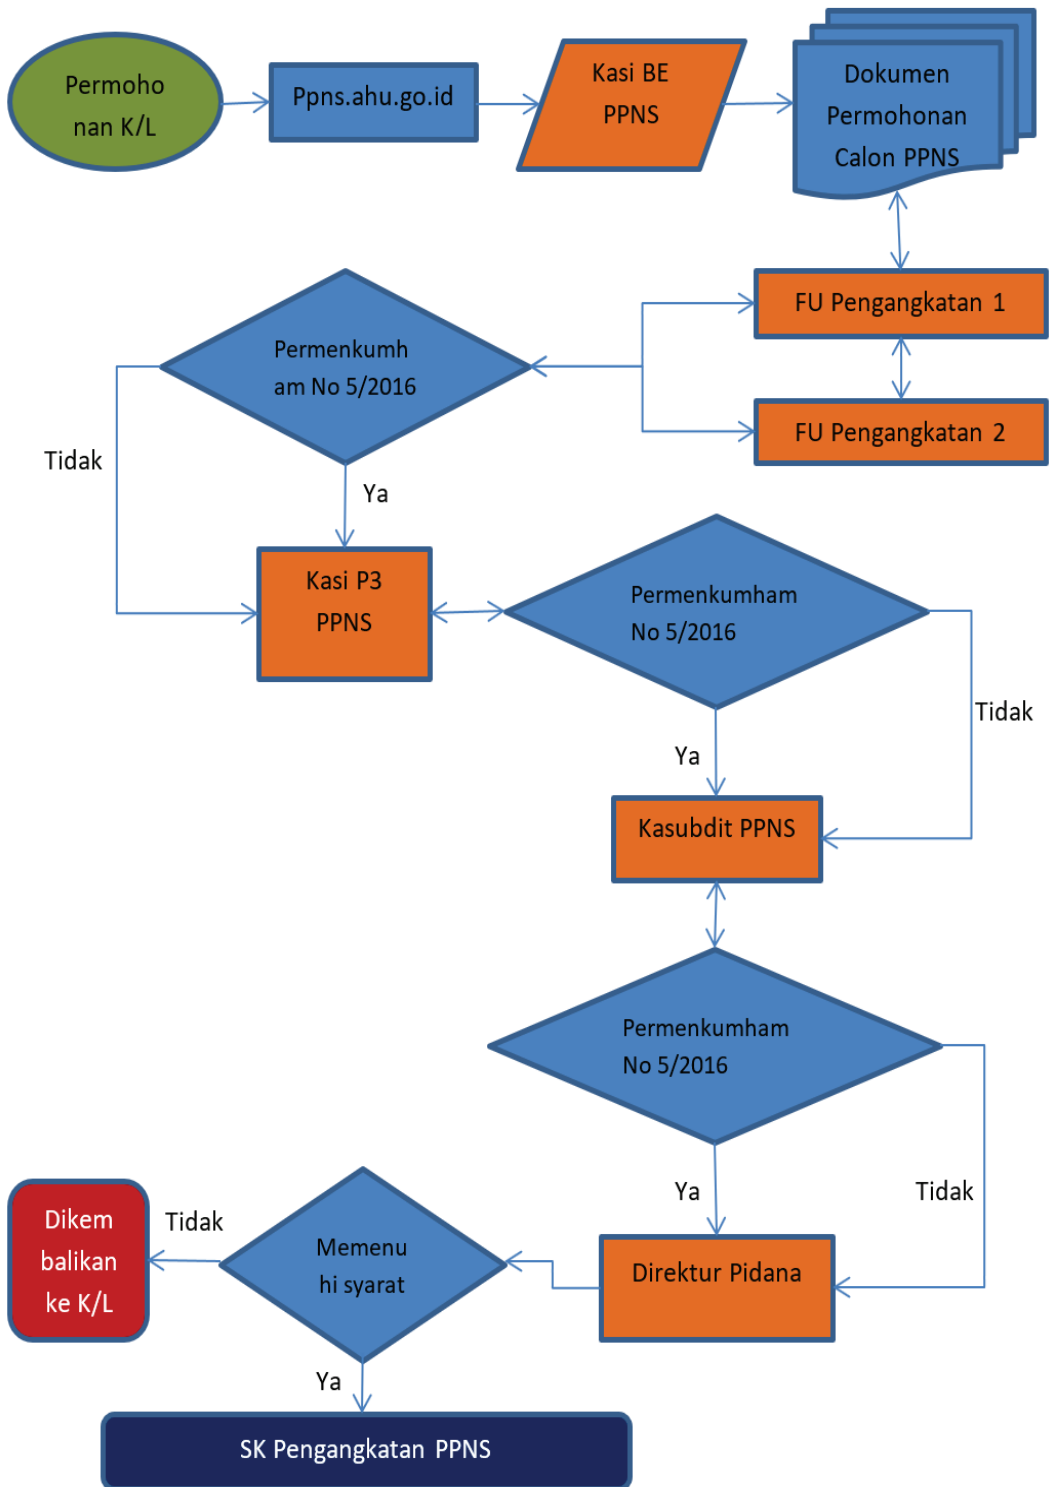 Permoho
nan K/L
Ppns.ahu.go.id
Kasi BE
PPNS
Dokumen
Permohonan
Calon PPNS
FU Pengangkatan 1
Permenkumh
am No 5/2016
FU Pengangkatan 2
Tidak
Ya
Kasi P3
PPNS
Permenkumham
No 5/2016
Tidak
Ya
Kasubdit PPNS
Permenkumham
No 5/2016
Ya
Tidak
Direktur Pidana
Memenu
hi syarat
Tidak
Dikem
balikan
ke K/L
Ya
SK Pengangkatan PPNS